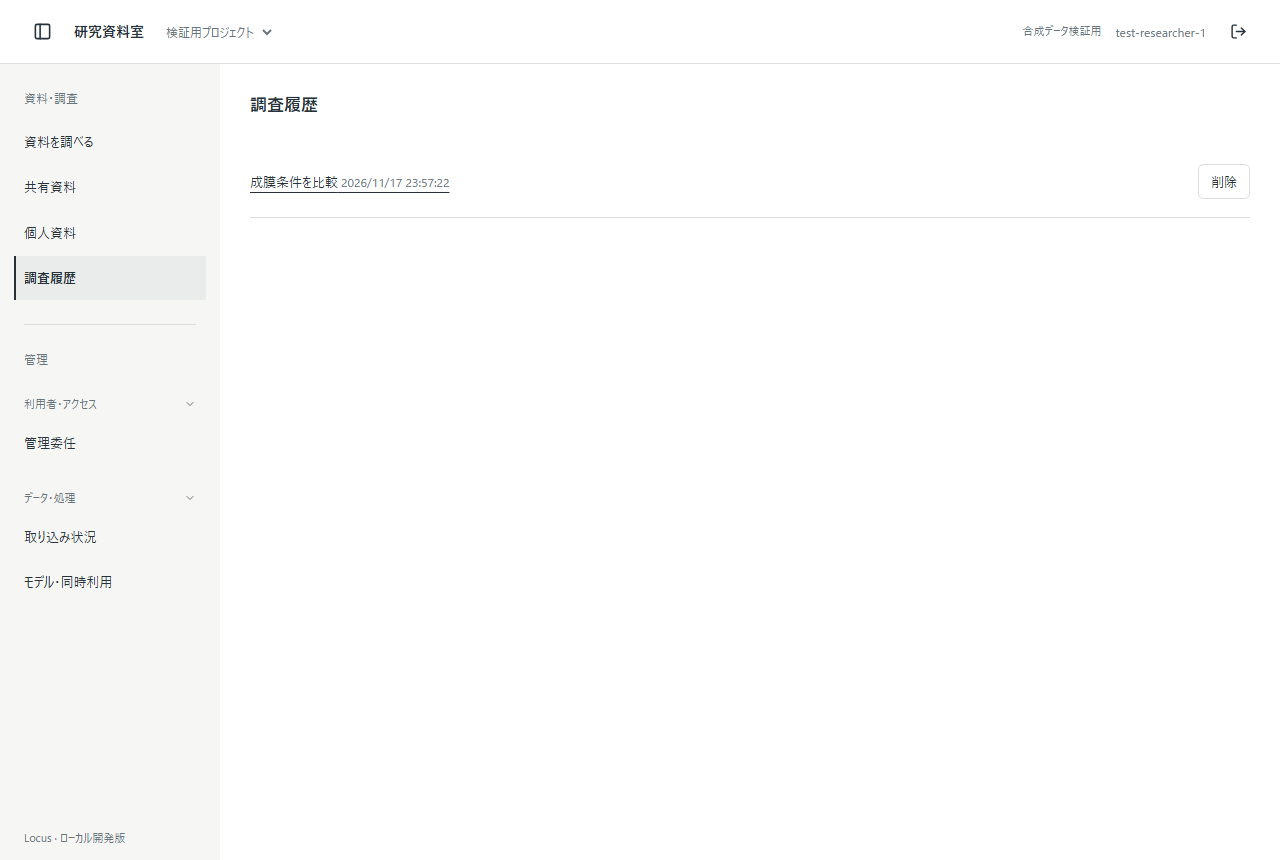 研究資料室 検証用プロジェクト 合成データ検証用 test-researcher-1
資料・調査
資料を調べる
共有資料
個人資料
調査履歴
管理
利用者・アクセス
管理委任
データ・処理
取り込み状況
モデル・同時利用
Locus · ローカル開発版
調査履歴
成膜条件を比較 2026/11/17 23:57:22 削除